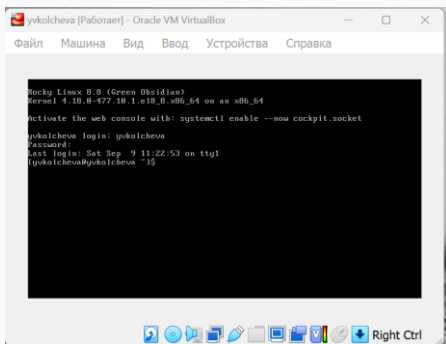 yvkolcheva [Работает] - Oracle VM VirtualBox
Файл Машина Вид Ввод Устройства Справка
Rocky Linux 8.8 (Green Obsidian)
Kernel 4.18.0-477.10.1.el8_8.x86_64 on an x86_64
Activate the web console with: systemctl enable --now cockpit.socket
yvkolcheva login: yvkolcheva
Password:
Last login: Sat Sep  9 11:22:53 on tty1
[yvkolcheva@yvkolcheva ~]$
Right Ctrl